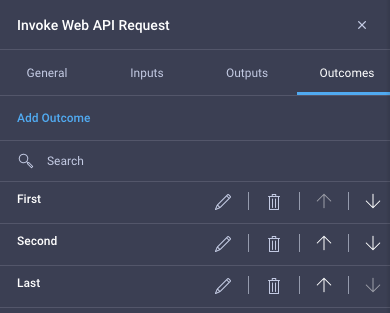 Invoke Web API Request
General Inputs Outputs Outcomes
Add Outcome
Search
First
Second
Last